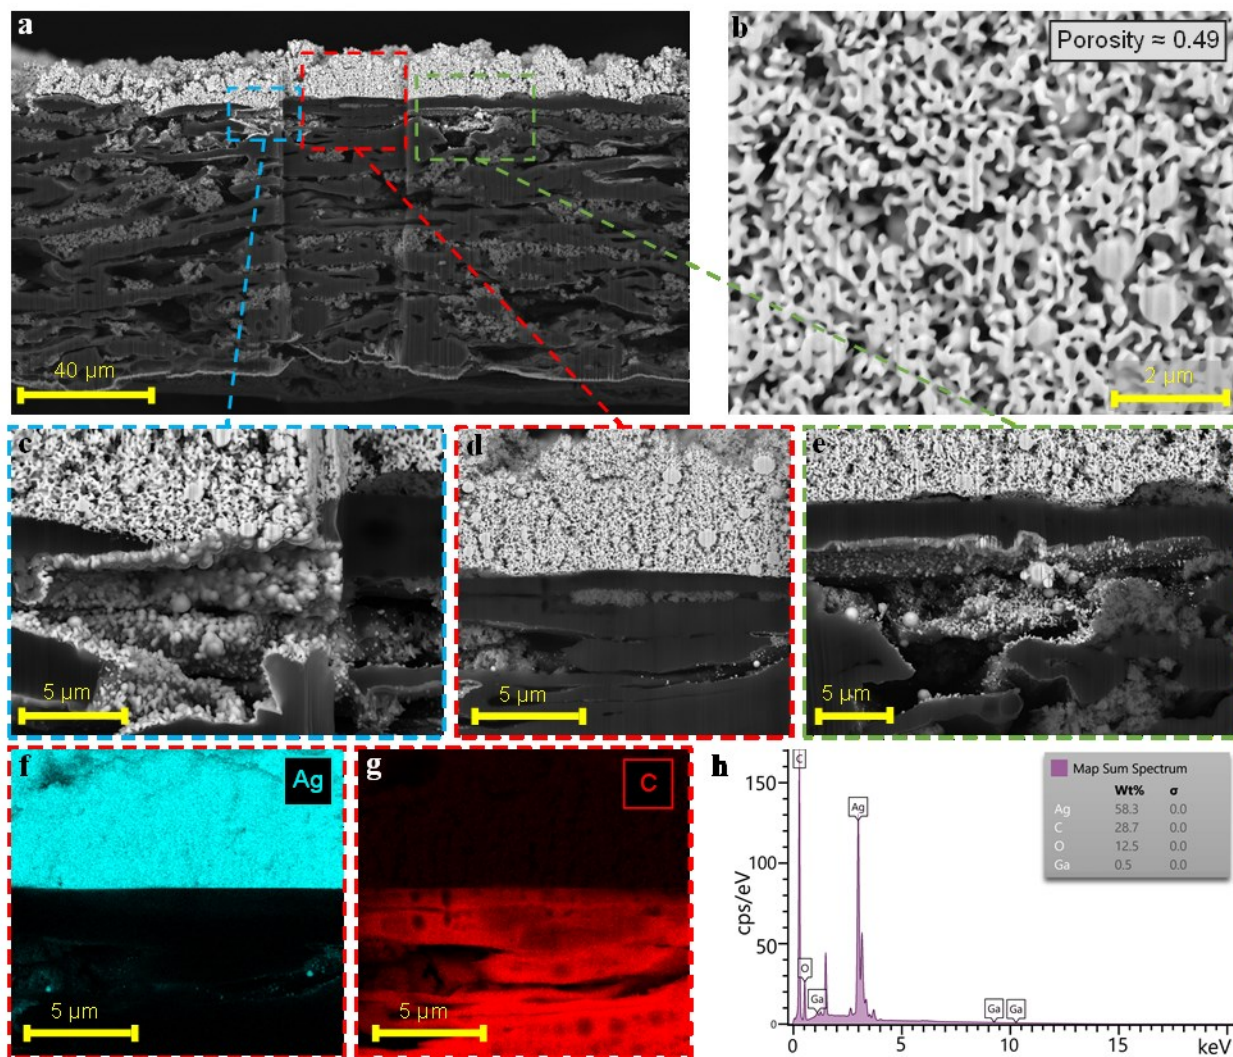 a
40 µm
b
Porosity ≈ 0.49
2 µm
c
5 µm
d
5 µm
e
5 µm
f
Ag
5 µm
g
C
5 µm
h
cps/eV
150
100
50
0
C
O
Ga
Ag
Ga
Ga
0
5
10
15
keV
Map Sum Spectrum
Wt% σ
Ag 58.3 0.0
C 28.7 0.0
O 12.5 0.0
Ga 0.5 0.0